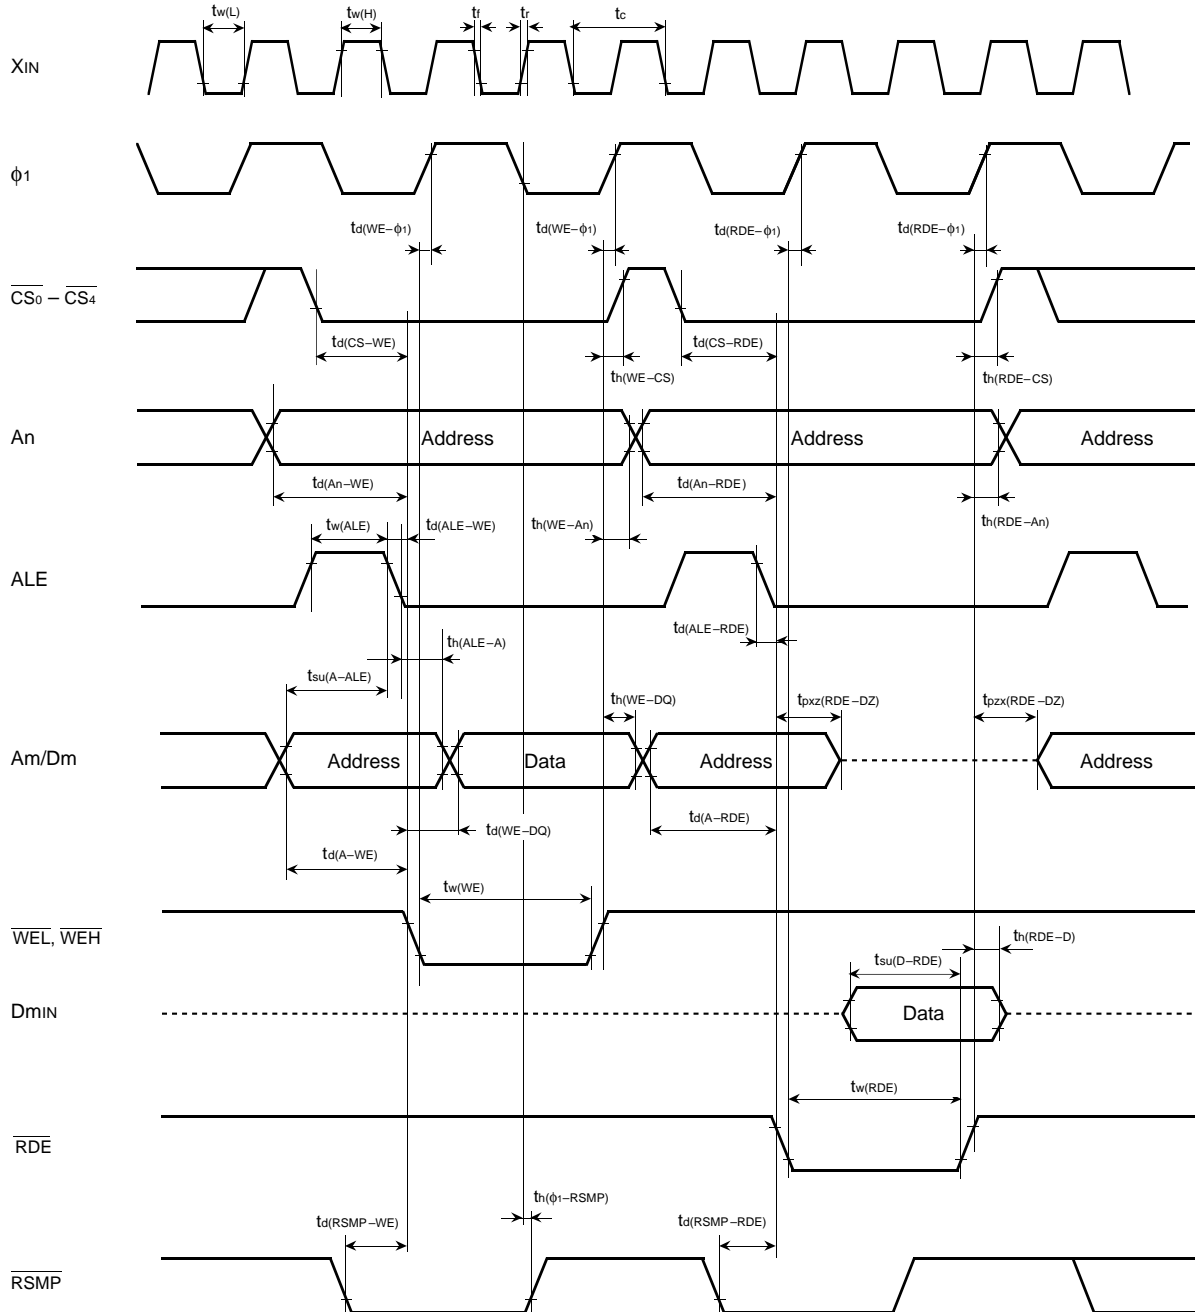 tw(L) tw(H) tf tr tc
XIN
ϕ1
td(WE–ϕ1) td(WE–ϕ1) td(RDE–ϕ1) td(RDE–ϕ1)
CS0 – CS4
td(CS–WE) td(CS–RDE)
th(WE–CS) th(RDE–CS)
An Address Address Address
td(An–WE) td(An–RDE)
tw(ALE) td(ALE–WE) th(WE–An) th(RDE–An)
ALE
td(ALE–RDE)
th(ALE–A)
tsu(A–ALE)
th(WE–DQ) tpxz(RDE–DZ) tpzx(RDE–DZ)
Am/Dm Address Data Address Address
td(WE–DQ) td(A–RDE)
td(A–WE)
tw(WE)
WEL, WEH
th(RDE–D)
tsu(D–RDE)
DmIN Data
tw(RDE)
RDE
th(ϕ1–RSMP)
td(RSMP–WE) td(RSMP–RDE)
RSMP